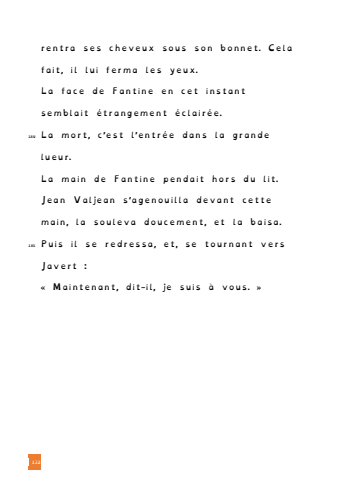 rentra ses cheveux sous son bonnet. Cela
fait, il lui ferma les yeux.
La face de Fantine en cet instant
semblait étrangement éclairée.
La mort, c'est l'entrée dans la grande
lueur.
La main de Fantine pendait hors du lit.
Jean Valjean s'agenouilla devant cette
main, la souleva doucement, et la baisa.
Puis il se redressa, et, se tournant vers
Javert :
« Maintenant, dit-il, je suis à vous. »